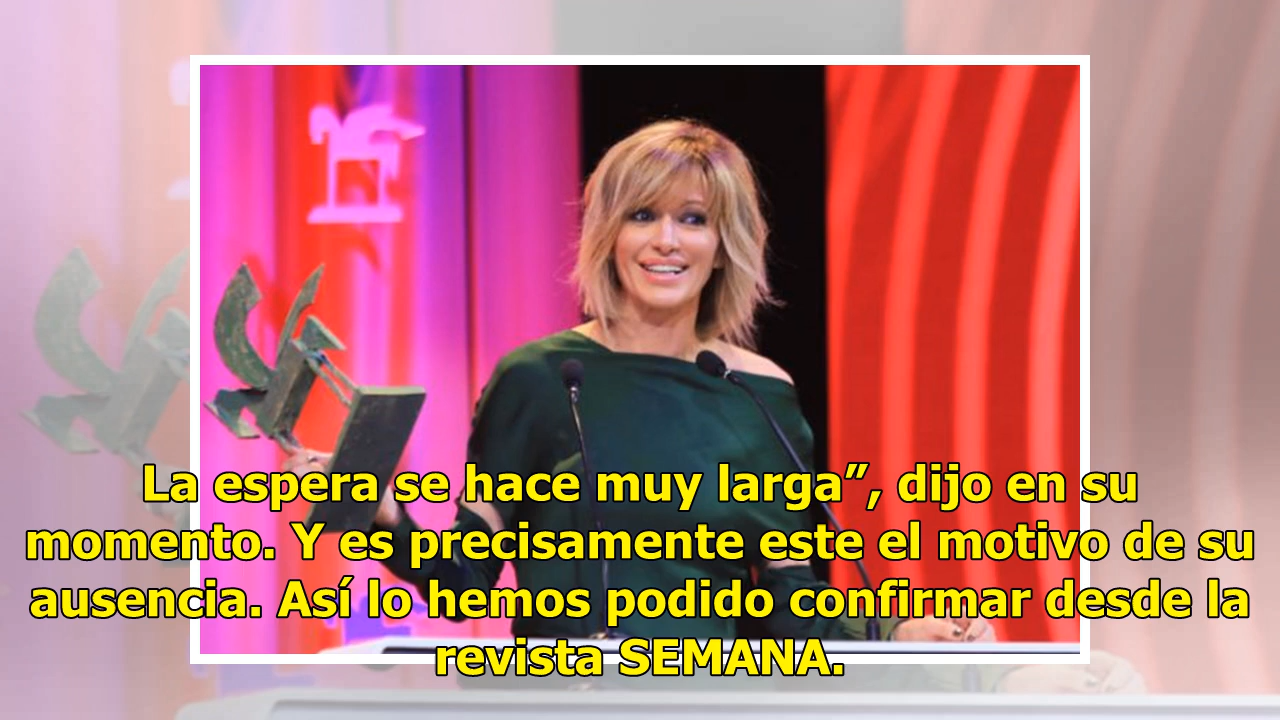 La espera se hace muy larga”, dijo en su
momento. Y es precisamente este el motivo de su
ausencia. Así lo hemos podido confirmar desde la
revista SEMANA.